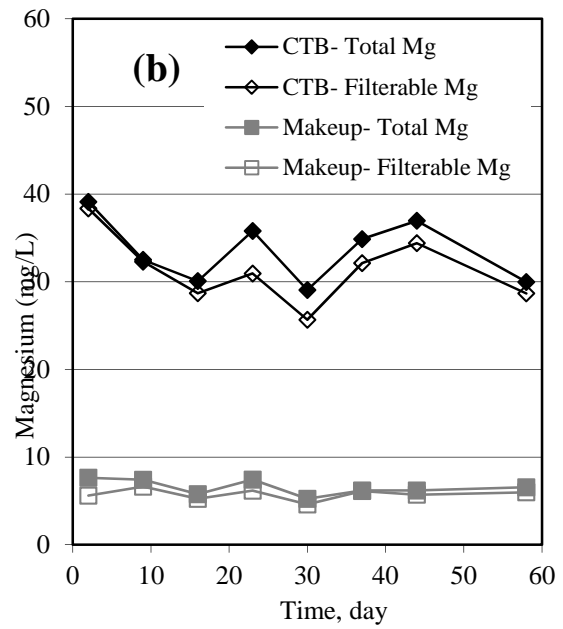 60
(b)
CTB- Total Mg
CTB- Filterable Mg
Makeup- Total Mg
Makeup- Filterable Mg
50
40
30
20
10
0
Magnesium (mg/L)
0 10 20 30 40 50 60
Time, day